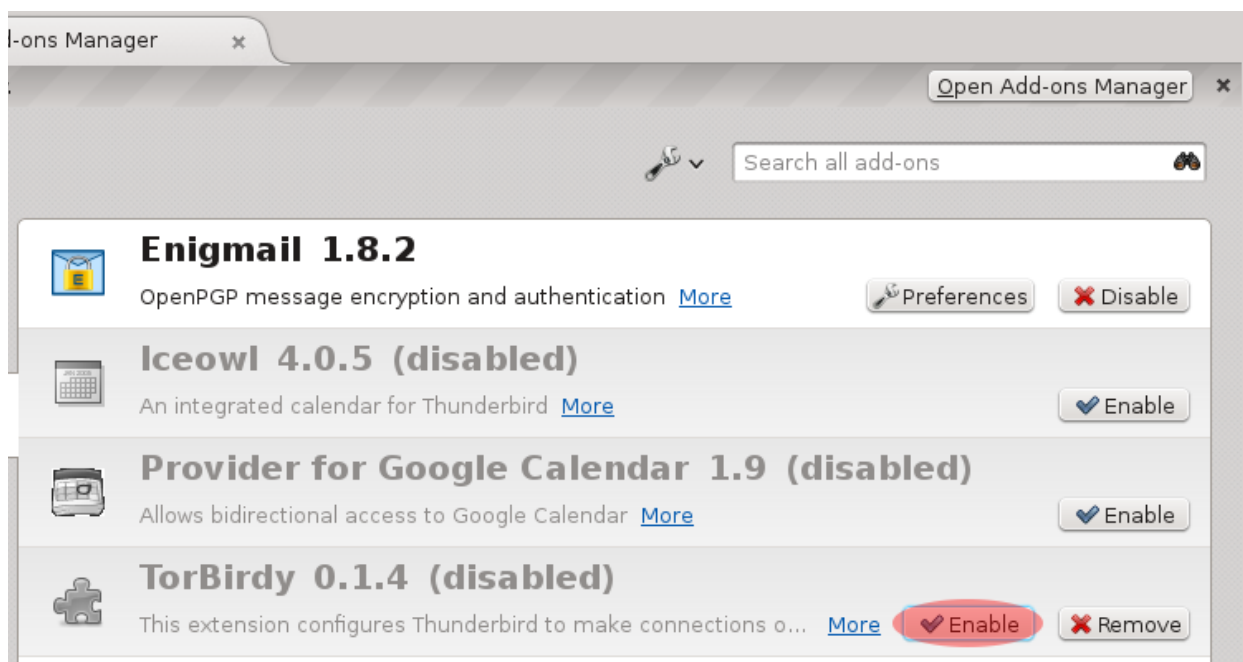 d-ons Manager
Open Add-ons Manager
Search all add-ons
Enigmail 1.8.2
OpenPGP message encryption and authentication More
Preferences
Disable
Iceowl 4.0.5 (disabled)
An integrated calendar for Thunderbird More
Enable
Provider for Google Calendar 1.9 (disabled)
Allows bidirectional access to Google Calendar More
Enable
TorBirdy 0.1.4 (disabled)
This extension configures Thunderbird to make connections o... More
Enable
Remove